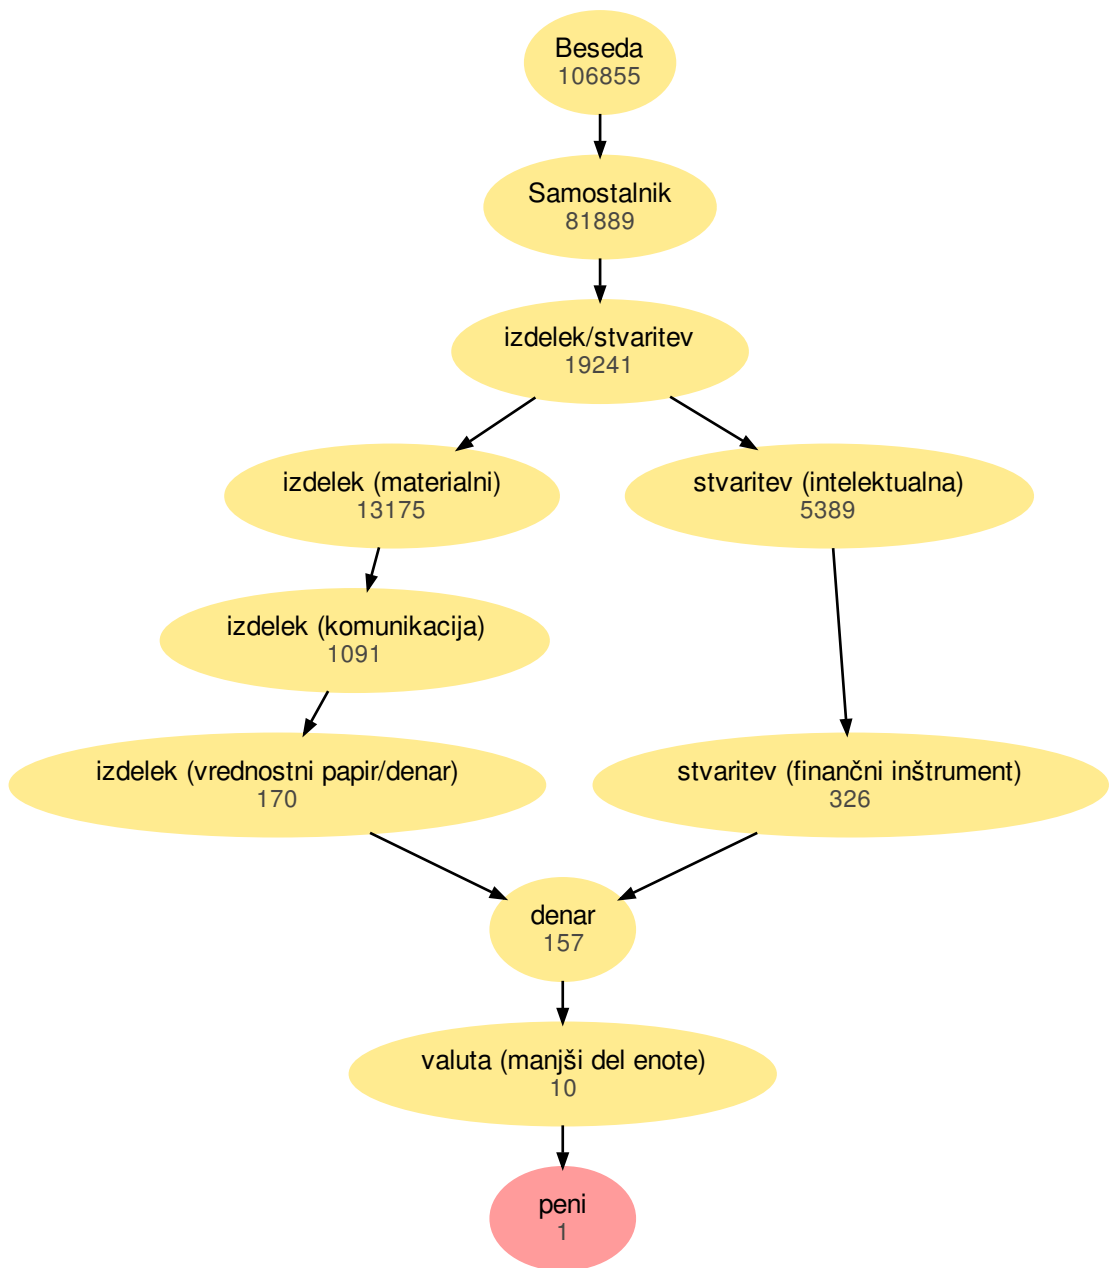 Beseda
106855
Samostalnik
81889
izdelek/stvaritev
19241
izdelek (materialni)
13175
stvaritev (intelektualna)
5389
izdelek (komunikacija)
1091
izdelek (vrednostni papir/denar)
170
stvaritev (finančni inštrument)
326
denar
157
valuta (manjši del enote)
10
peni
1